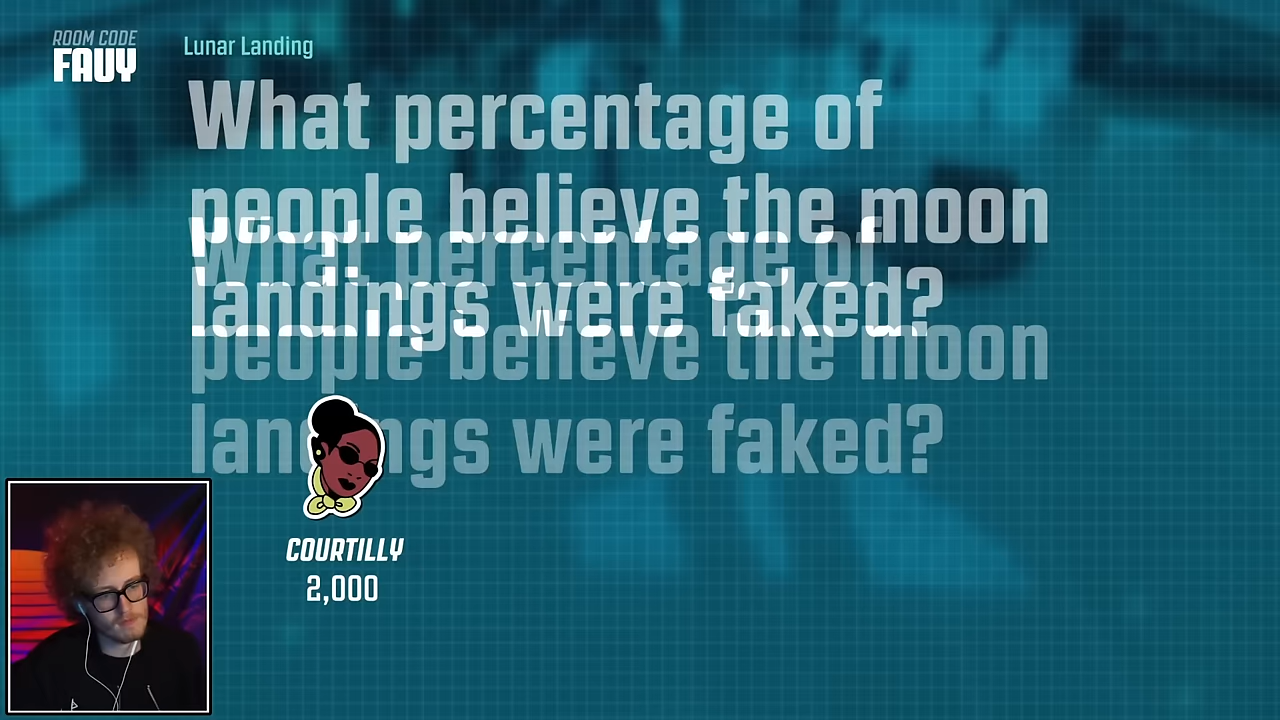 ROOM CODE
FAUY
Lunar Landing
What percentage of
people believe the moon
landings were faked?
What percentage of
people believe the moon
landings were faked?
COURTILLY
2,000